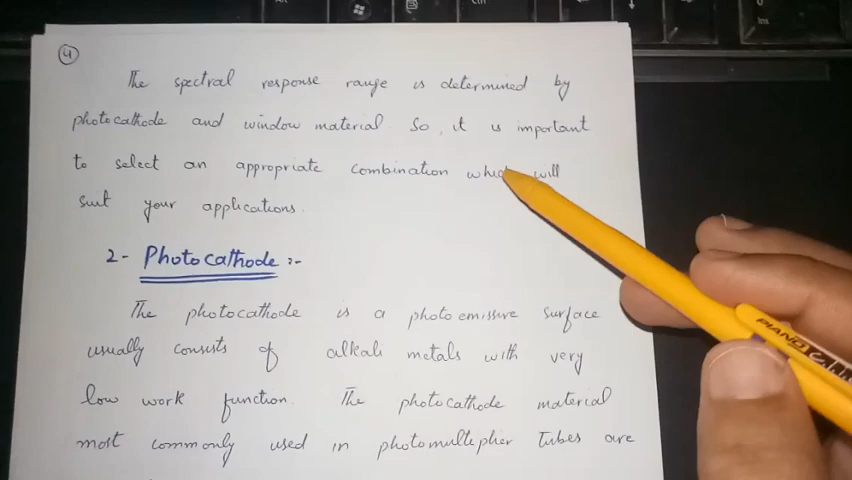 4
The spectral response range is determined by
photocathode and window material So, it is important
to select an appropriate combination which will
suit your applications.
2- Photocathode :-
The photocathode is a photoemissive surface
usually consists of alkali metals with very
low work function. The photocathode material
most commonly used in photomultiplier tubes are
PIANO
Ins